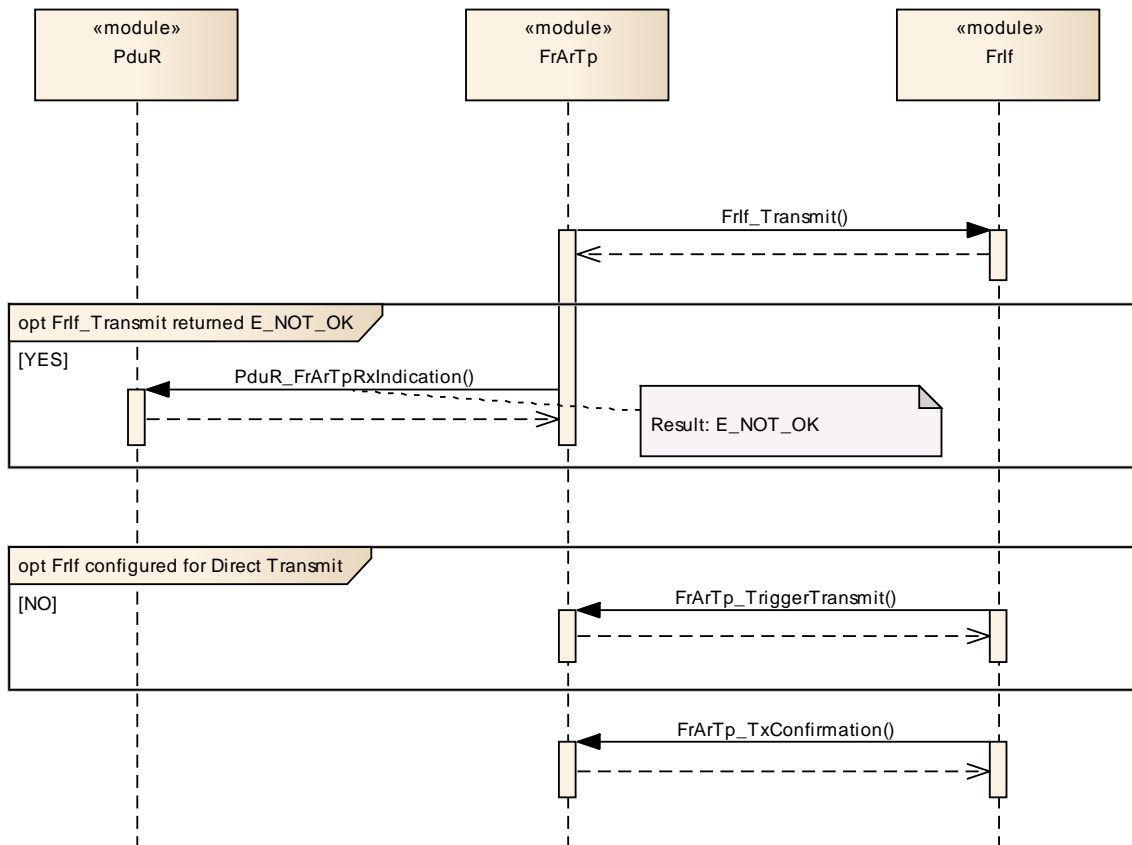 «module»
PduR
«module»
FrArTp
«module»
FrIf
FrIf_Transmit()
opt FrIf_Transmit returned E_NOT_OK
[YES]
PduR_FrArTpRxIndication()
Result: E_NOT_OK
opt FrIf configured for Direct Transmit
[NO]
FrArTp_TriggerTransmit()
FrArTp_TxConfirmation()